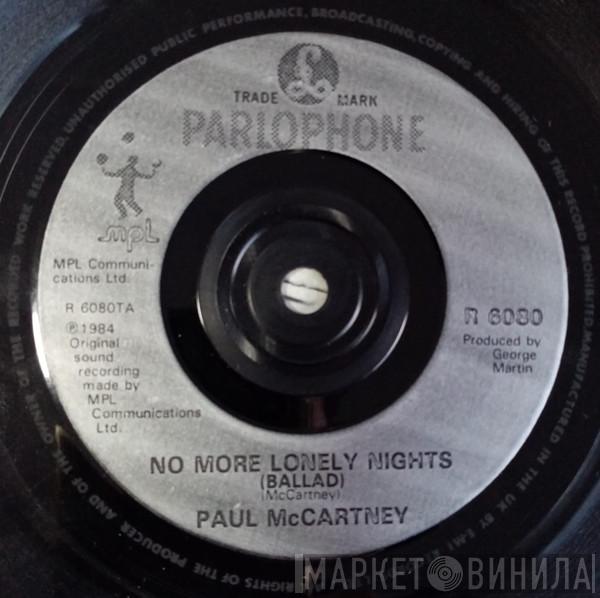 UNAUTHORISED PUBLIC PERFORMANCE, BROADCASTING, COPYING AND HIRING OF THIS RECORD PROHIBITED. MANUFACTURED IN THE UK BY EMI
RIGHTS OF THE PRODUCER AND OF THE OWNER OF THE RECORDED WORK RESERVED.
£
TRADE MARK
PARLOPHONE
mpL
MPL Communi-
cations Ltd.
R 6080TA
℗1984
Original
sound
recording
made by
MPL
Communications
Ltd.
R 6080
Produced by
George
Martin
NO MORE LONELY NIGHTS
(BALLAD)
(McCartney)
PAUL McCARTNEY
МАРКЕТ ВИНИЛА